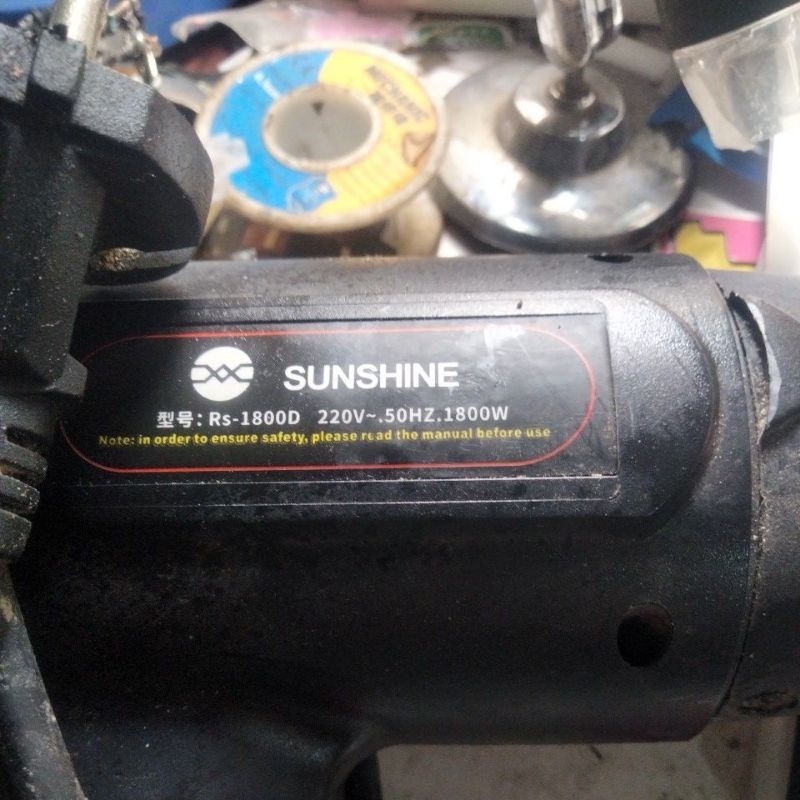 MECHANIC
SUNSHINE
型号: Rs-1800D 220V~.50HZ.1800W
Note: in order to ensure safety, please read the manual before use